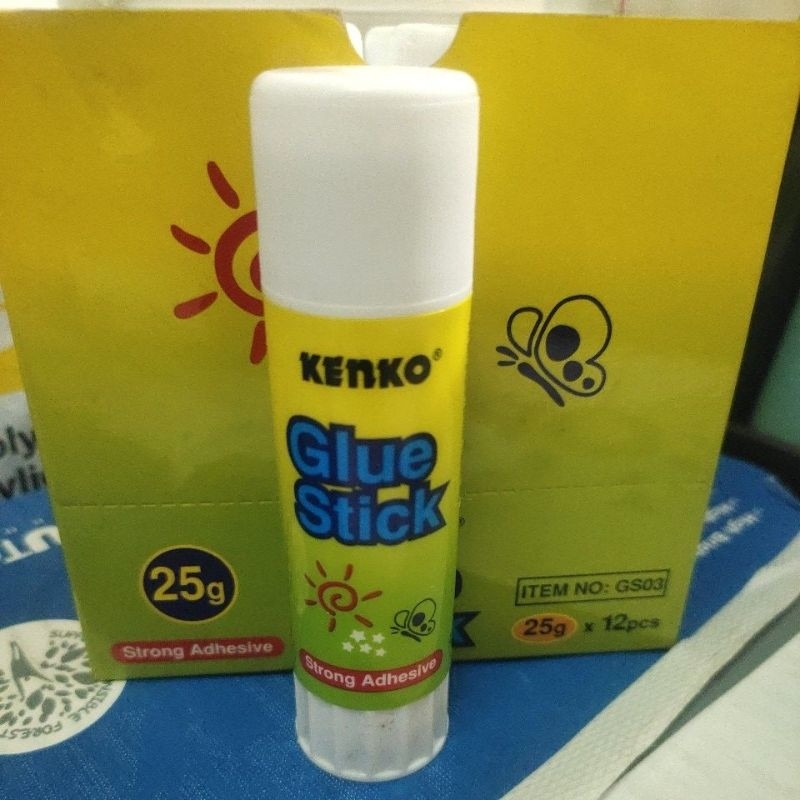 KENKO®
Glue
Stick
Strong Adhesive
25g
Strong Adhesive
ITEM NO: GS03
25g x 12pcs